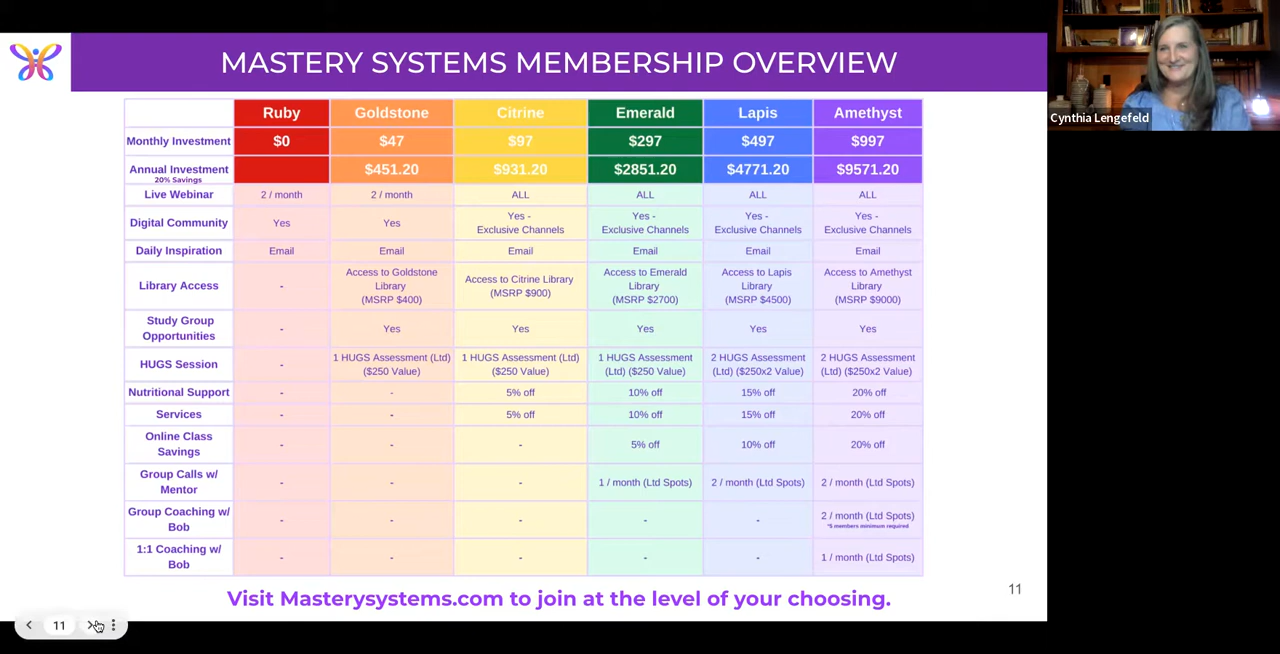 MASTERY SYSTEMS MEMBERSHIP OVERVIEW
Cynthia Lengefeld
Ruby Goldstone Citrine Emerald Lapis Amethyst
Monthly Investment $0 $47 $97 $297 $497 $997
Annual Investment $451.20 $931.20 $2851.20 $4771.20 $9571.20
20% Savings
Live Webinar 2 / month 2 / month ALL ALL ALL ALL
Digital Community Yes Yes Yes - Yes - Yes - Yes -
Exclusive Channels Exclusive Channels Exclusive Channels Exclusive Channels
Daily Inspiration Email Email Email Email Email Email
Library Access - Access to Goldstone Library (MSRP $400) Access to Citrine Library (MSRP $900) Access to Emerald Library (MSRP $2700) Access to Lapis Library (MSRP $4500) Access to Amethyst Library (MSRP $9000)
Study Group Opportunities - Yes Yes Yes Yes Yes
HUGS Session - 1 HUGS Assessment (Ltd) ($250 Value) 1 HUGS Assessment (Ltd) ($250 Value) 1 HUGS Assessment (Ltd) ($250 Value) 2 HUGS Assessment (Ltd) ($250x2 Value) 2 HUGS Assessment (Ltd) ($250x2 Value)
Nutritional Support - - 5% off 10% off 15% off 20% off
Services - - 5% off 10% off 15% off 20% off
Online Class Savings - - - 5% off 10% off 20% off
Group Calls w/ Mentor - - - 1 / month (Ltd Spots) 2 / month (Ltd Spots) 2 / month (Ltd Spots)
Group Coaching w/ Bob - - - - - 2 / month (Ltd Spots)
*5 members minimum required
1:1 Coaching w/ Bob - - - - - 1 / month (Ltd Spots)
Visit Masterysystems.com to join at the level of your choosing.
11
11